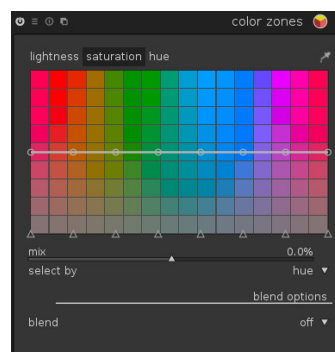 color zones
lightness saturation hue
mix 0.0%
select by hue
blend options
blend off